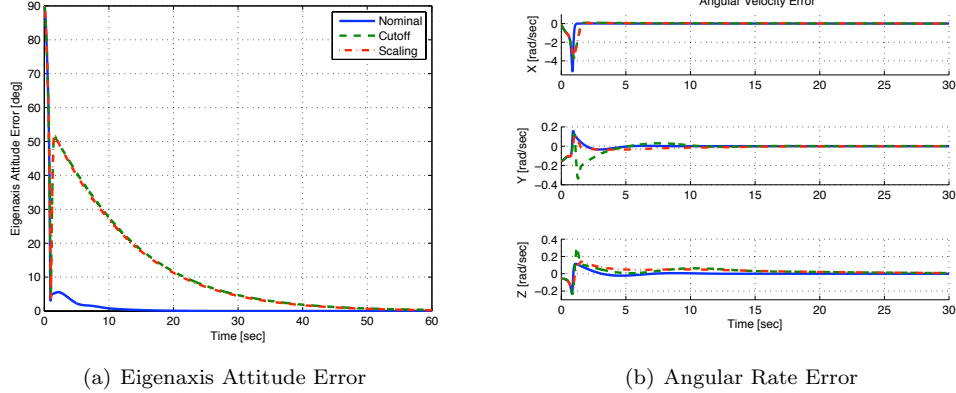 Nominal
Cutoff
Scaling
Eigenaxis Attitude Error [deg]
90
80
70
60
50
40
30
20
10
0
0 10 20 30 40 50 60
Time [sec]
(a) Eigenaxis Attitude Error
Angular Velocity Error
X [rad/sec]
0
−2
−4
0 5 10 15 20 25 30
Y [rad/sec]
0.2
0
−0.2
−0.4
0 5 10 15 20 25 30
Z [rad/sec]
0.4
0.2
0
−0.2
0 5 10 15 20 25 30
Time [sec]
(b) Angular Rate Error